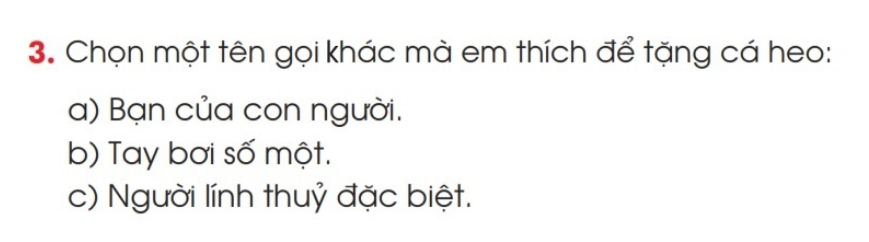 3. Chọn một tên gọi khác mà em thích để tặng cá heo:
a) Bạn của con người.
b) Tay bơi số một.
c) Người lính thuỷ đặc biệt.